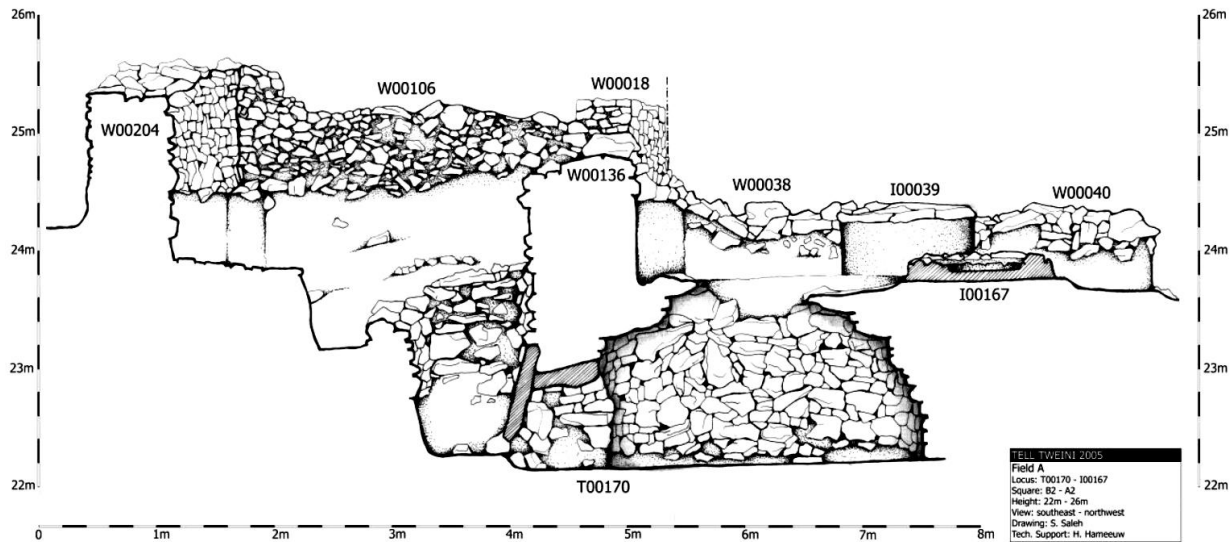 26m 26m
W00106 W00018
W00204
25m 25m
W00136 W00038 I00039 W00040
24m 24m
I00167
23m 23m
TELL TWEINI 2005
Field A
Locus: T00170 - I00167
Square: B2 - A2
Height: 22m - 26m
View: southeast - northwest
Drawing: S. Saleh
Tech. Support: H. Hameeuw
22m T00170 22m
0 1m 2m 3m 4m 5m 6m 7m 8m